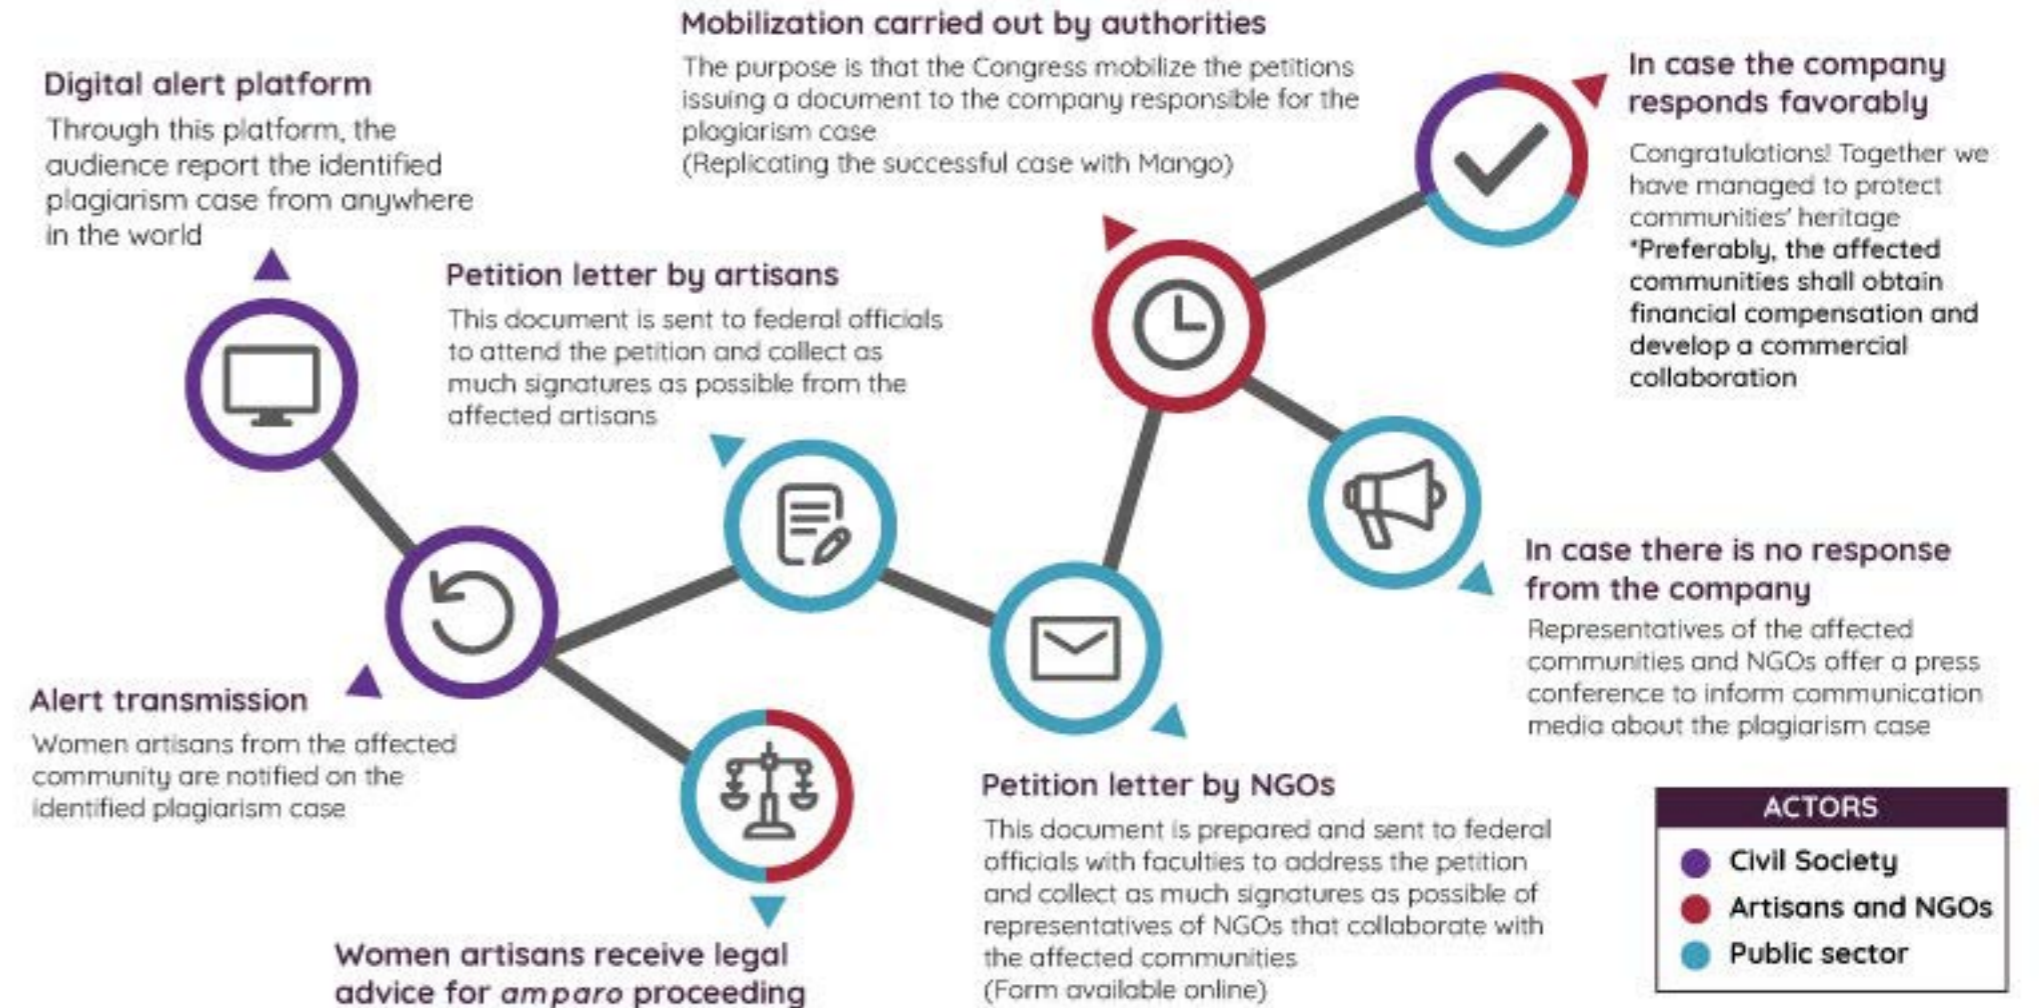 Digital alert platform
Through this platform, the
audience report the identified
plagiarism case from anywhere
in the world
Mobilization carried out by authorities
The purpose is that the Congress mobilize the petitions
issuing a document to the company responsible for the
plagiarism case
(Replicating the successful case with Mango)
In case the company
responds favorably
Congratulations! Together we
have managed to protect
communities' heritage
*Preferably, the affected
communities shall obtain
financial compensation and
develop a commercial
collaboration
Petition letter by artisans
This document is sent to federal officials
to attend the petition and collect as
much signatures as possible from the
affected artisans
In case there is no response
from the company
Representatives of the affected
communities and NGOs offer a press
conference to inform communication
media about the plagiarism case
Alert transmission
Women artisans from the affected
community are notified on the
identified plagiarism case
Petition letter by NGOs
This document is prepared and sent to federal
officials with faculties to address the petition
and collect as much signatures as possible of
representatives of NGOs that collaborate with
the affected communities
(Form available online)
Women artisans receive legal
advice for amparo proceeding
ACTORS
Civil Society
Artisans and NGOs
Public sector